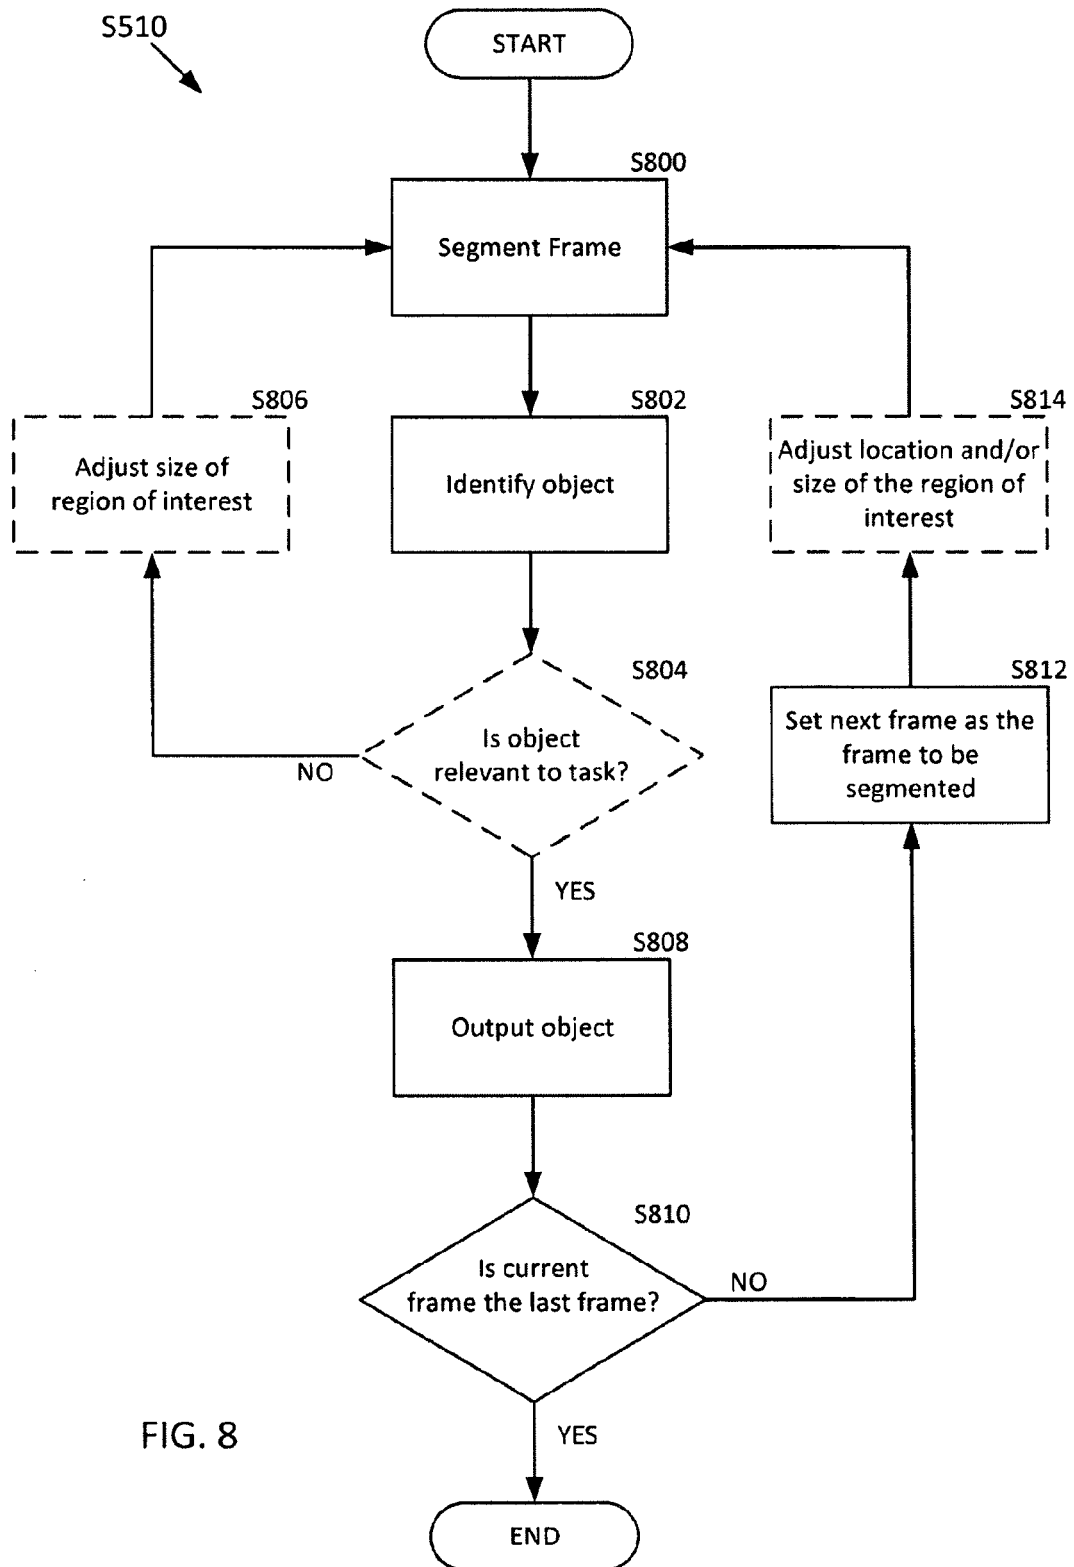 S510
START
S800
Segment Frame
S806
Adjust size of
region of interest
S802
Identify object
S814
Adjust location and/or
size of the region of
interest
S804
Is object
relevant to task?
NO
YES
S812
Set next frame as the
frame to be
segmented
S808
Output object
S810
Is current
frame the last frame?
NO
YES
FIG. 8
END